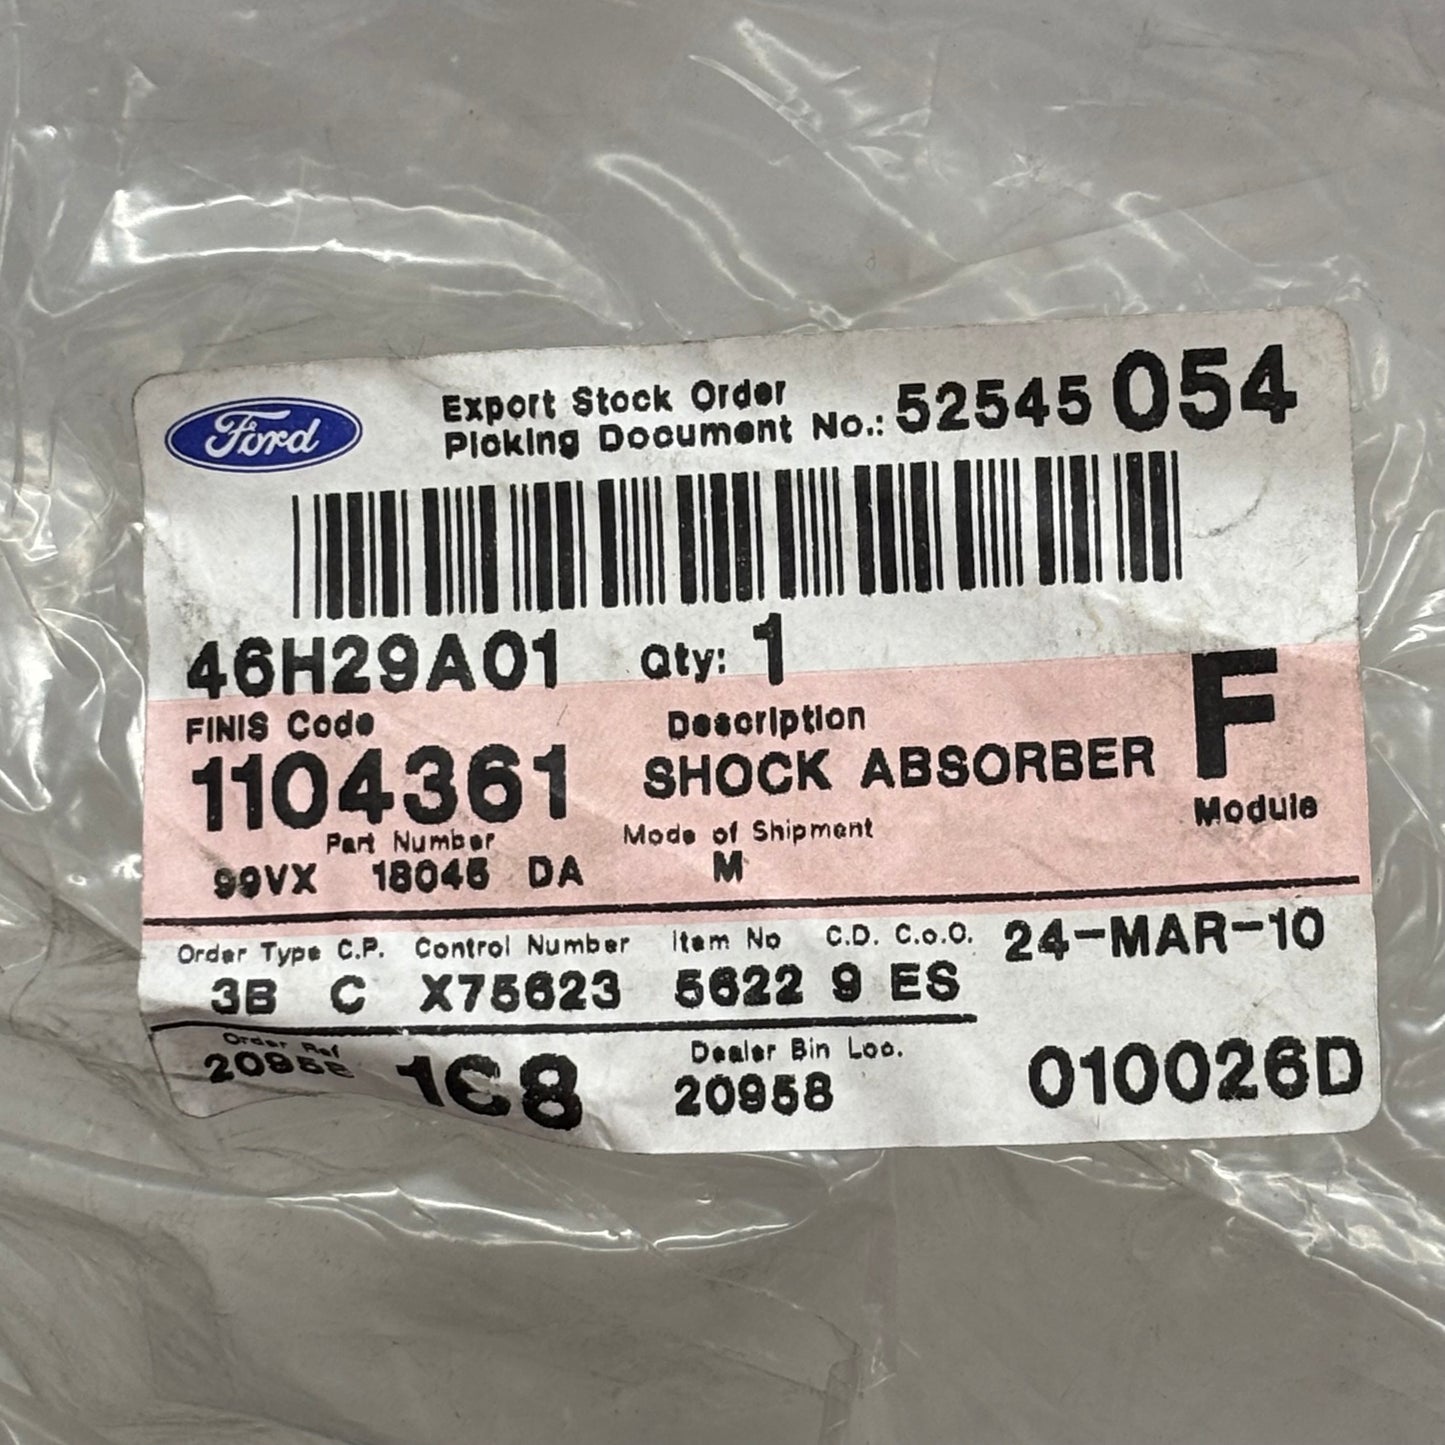 Ford
Export Stock Order
Picking Document No.: 52545 054
46H29A01 Qty: 1
FINIS Code Description F
1104361 SHOCK ABSORBER
Module
Part Number Mode of Shipment
99VX 18045 DA M
Order Type C.P. Control Number Item No C.D. C.o.O. 24-MAR-10
3B C X75623 5622 9 ES
Order Ref Dealer Bin Loc.
20958 168 20958 010026D